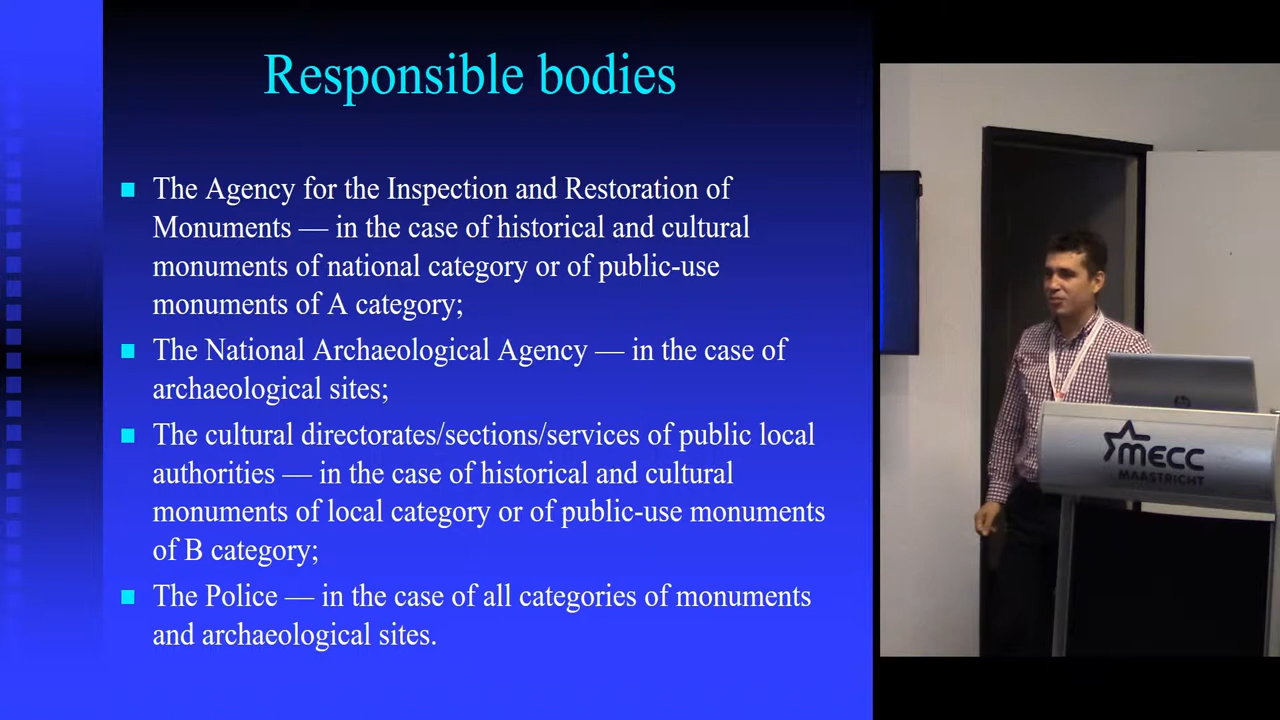 Responsible bodies
The Agency for the Inspection and Restoration of
Monuments — in the case of historical and cultural
monuments of national category or of public-use
monuments of A category;
The National Archaeological Agency — in the case of
archaeological sites;
The cultural directorates/sections/services of public local
authorities — in the case of historical and cultural
monuments of local category or of public-use monuments
of B category;
The Police — in the case of all categories of monuments
and archaeological sites.
hp
mecc
MAASTRICHT